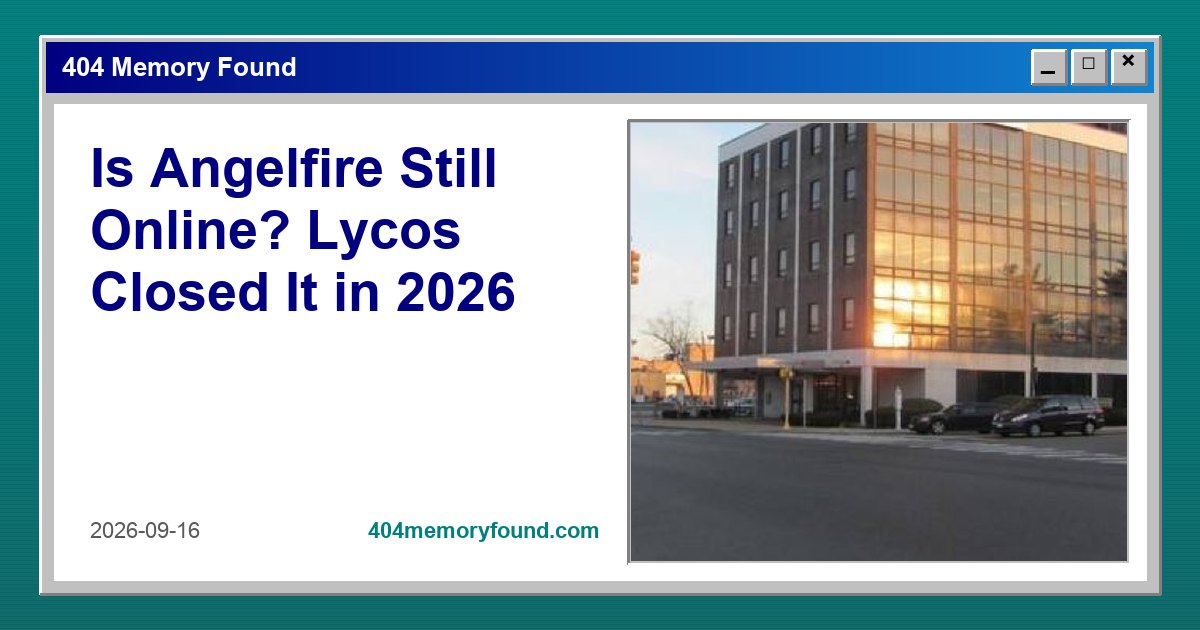 404 Memory Found
Is Angelfire Still
Online? Lycos
Closed It in 2026
2026-09-16
404memoryfound.com